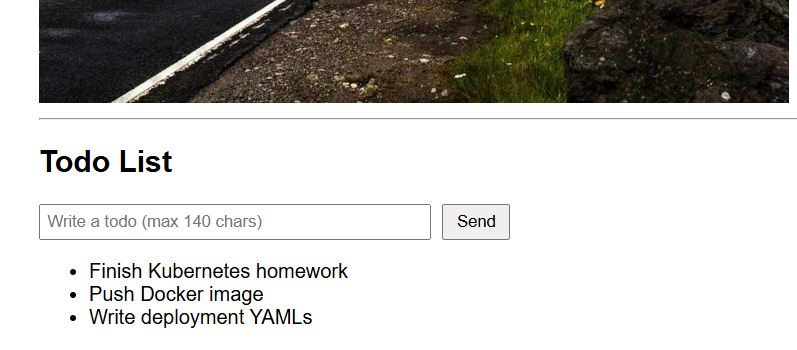 Todo List
Write a todo (max 140 chars)
Send
Finish Kubernetes homework
Push Docker image
Write deployment YAMLs